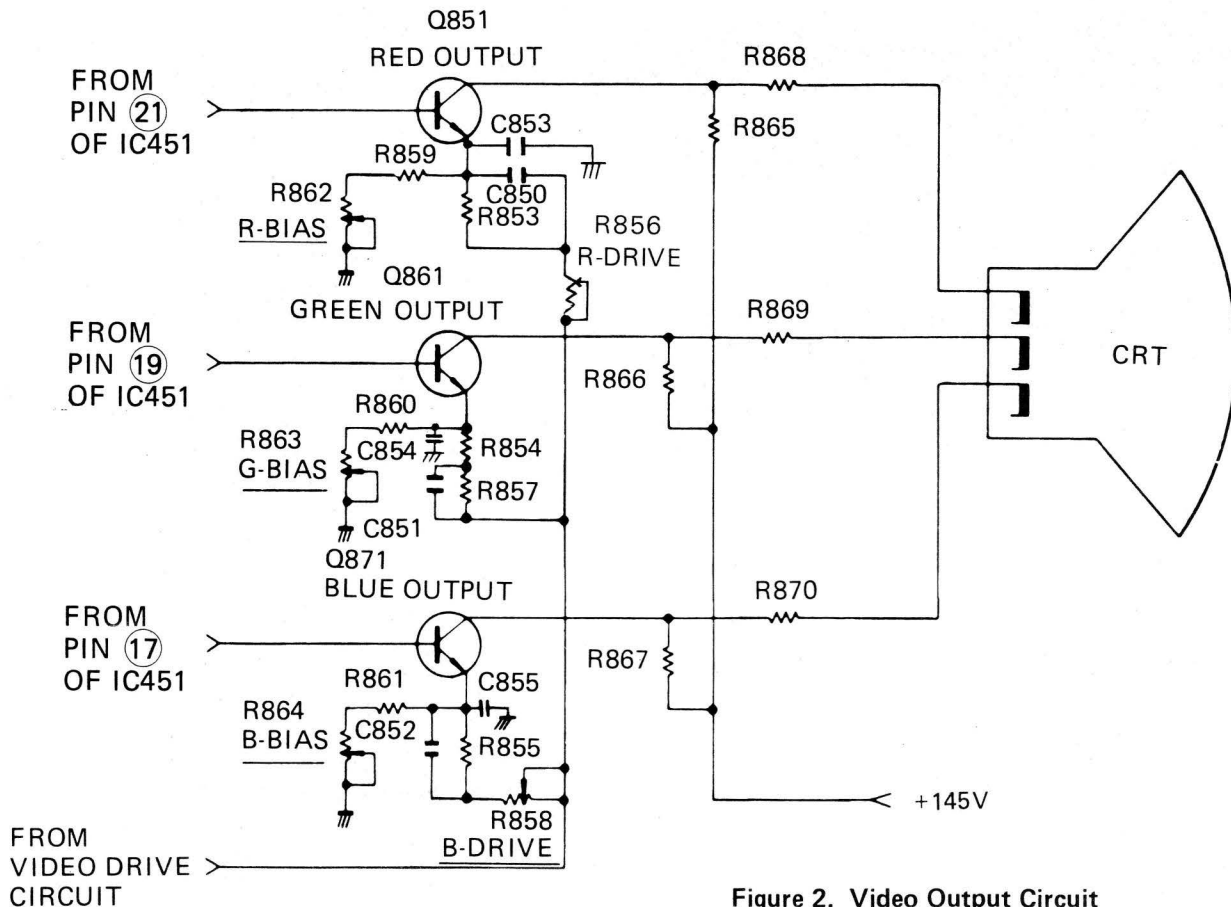 Q851
RED OUTPUT
FROM
PIN 21
OF IC451
R868
R865
C853
R859
C850
R862
R-BIAS
R853
R856
R-DRIVE
Q861
GREEN OUTPUT
FROM
PIN 19
OF IC451
R869
CRT
R866
R860
R863
G-BIAS
C854
R854
R857
C851
Q871
BLUE OUTPUT
FROM
PIN 17
OF IC451
R870
R867
R861
C855
R864
B-BIAS
C852
R855
R858
B-DRIVE
+145V
FROM
VIDEO DRIVE
CIRCUIT
Figure 2. Video Output Circuit